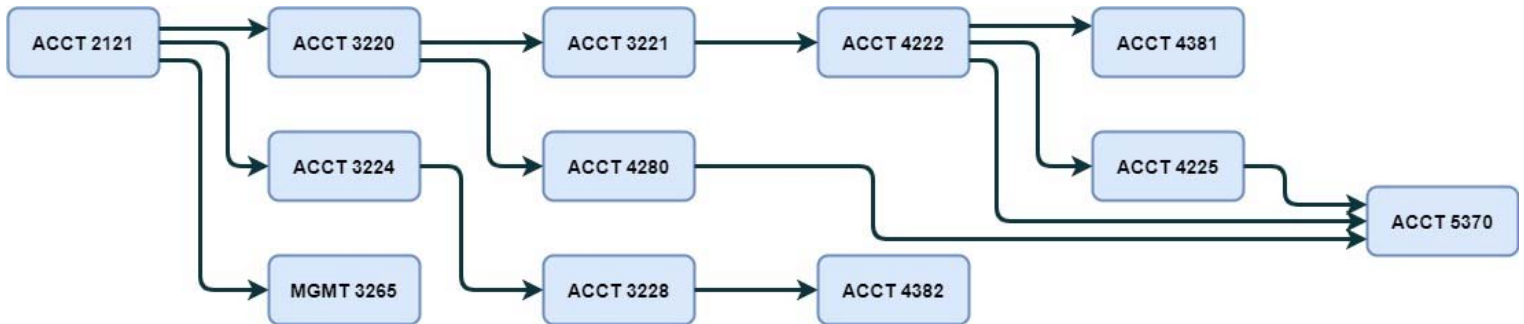 ACCT 2121
ACCT 3220
ACCT 3221
ACCT 4222
ACCT 4381
ACCT 3224
ACCT 4280
ACCT 4225
ACCT 5370
MGMT 3265
ACCT 3228
ACCT 4382